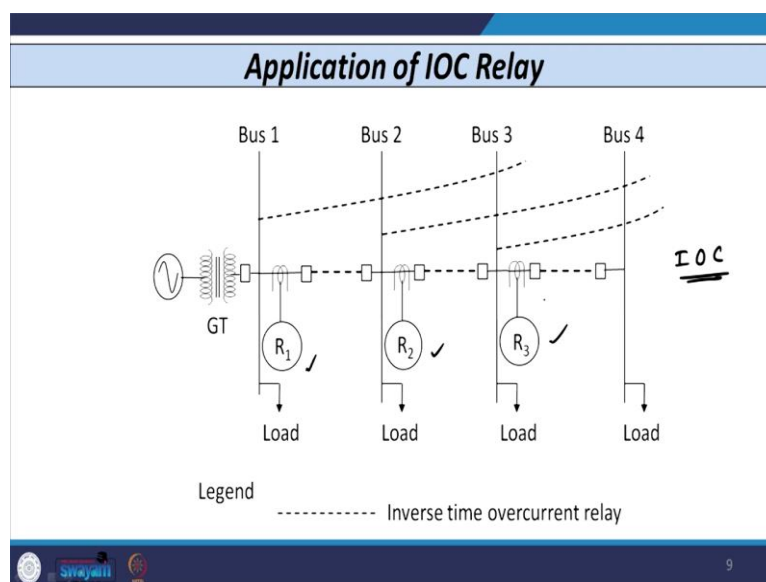 Application of IOC Relay
Bus 1
Bus 2
Bus 3
Bus 4
IOC
GT
R1
R2
R3
Load
Load
Load
Load
Legend
Inverse time overcurrent relay
swayam
9